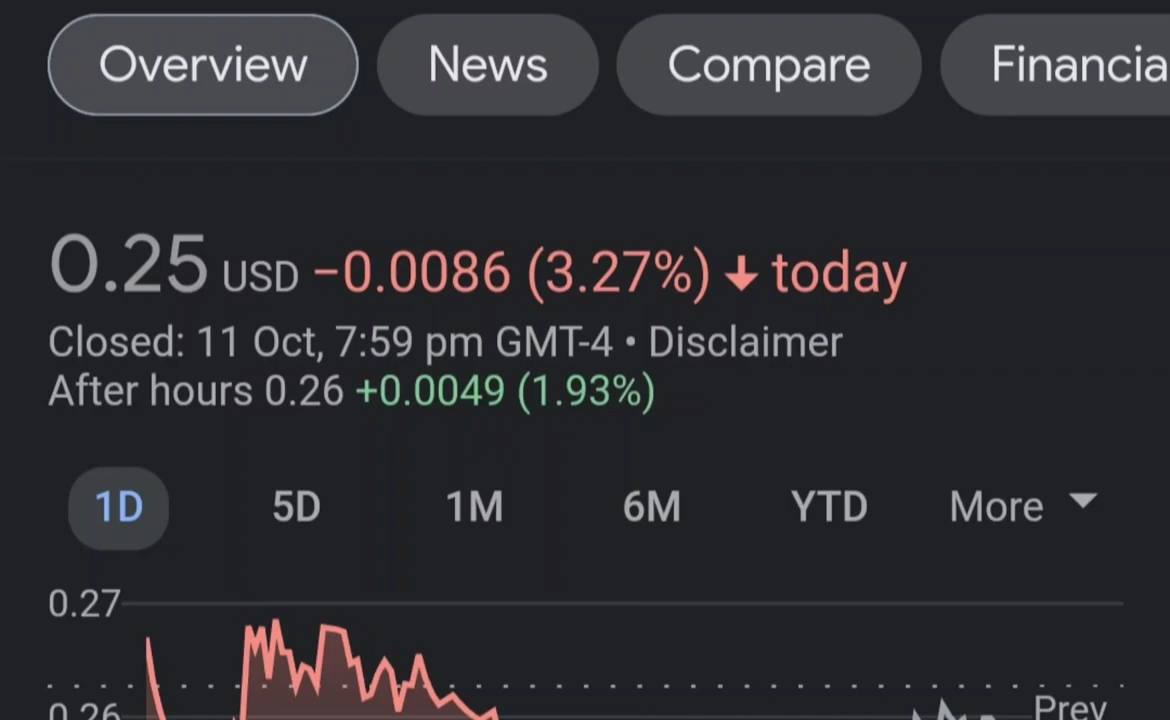 Overview News Compare Financia
0.25 USD −0.0086 (3.27%) ↓ today
Closed: 11 Oct, 7:59 pm GMT-4 • Disclaimer
After hours 0.26 +0.0049 (1.93%)
1D 5D 1M 6M YTD More
0.27
0.26 Prev